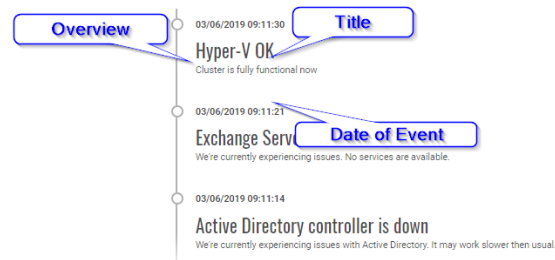 03/06/2019 09:11:30
Overview
Title
Hyper-V OK
Cluster is fully functional now
03/06/2019 09:11:21
Exchange
Date of Event
We're currently experiencing issues. No services are available.
03/06/2019 09:11:14
Active Directory controller is down
We're currently experiencing issues with Active Directory. It may work slower then usual